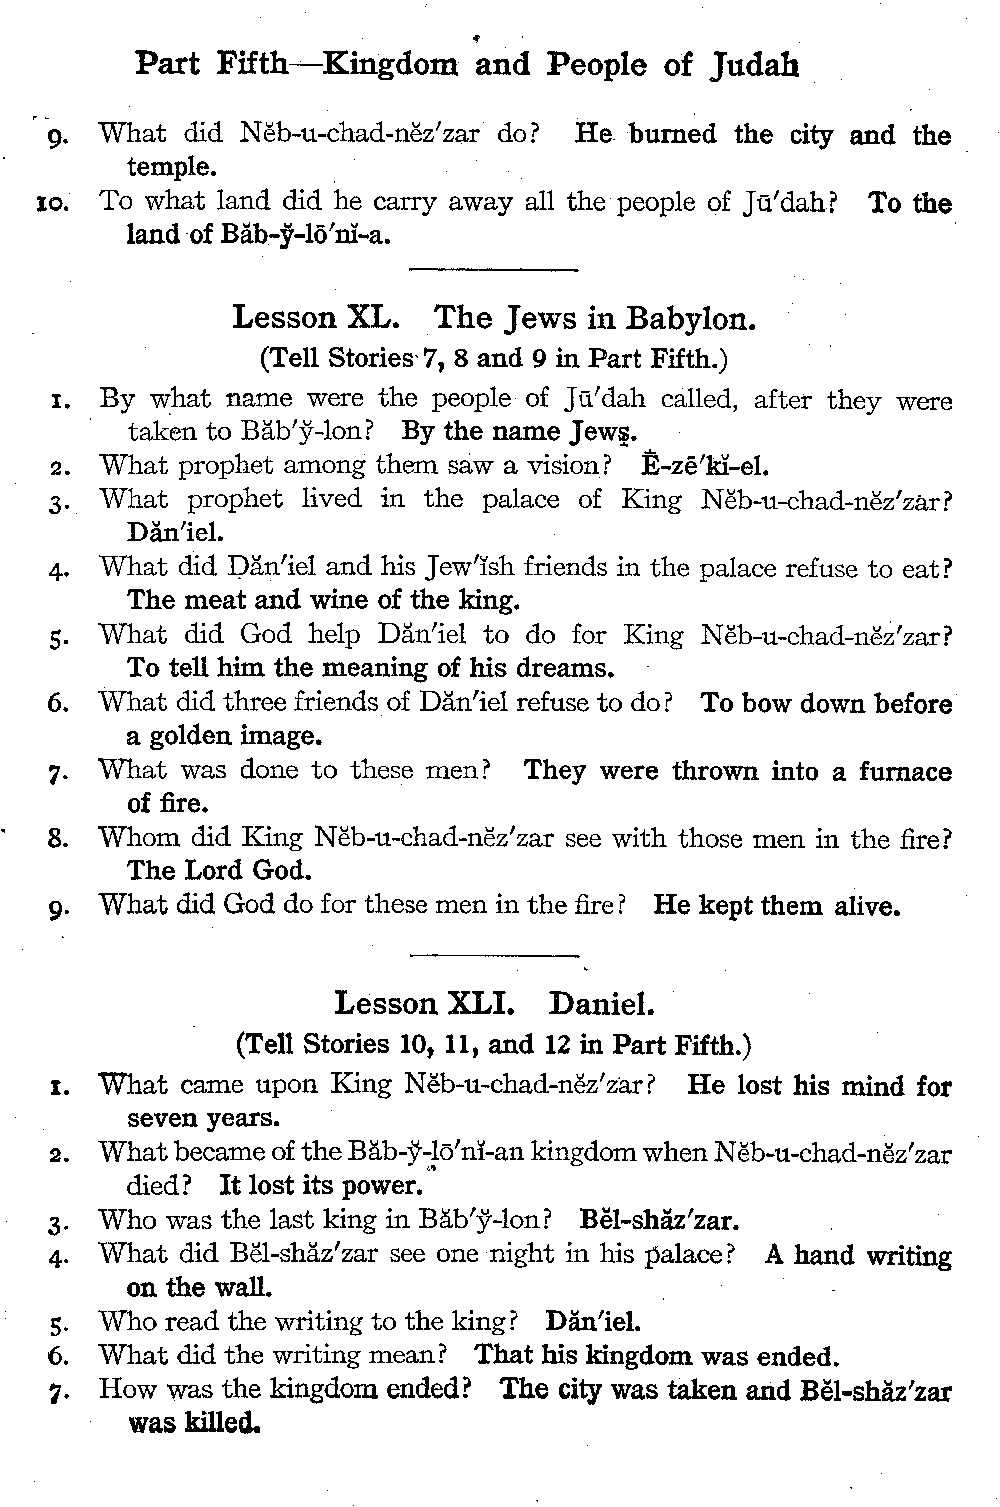 Part Fifth—Kingdom and People of Judah
9. What did Nĕb-u-chad-nĕz′zar do? He burned the city and the
temple.
10. To what land did he carry away all the people of Jū′dah? To the
land of Băb-y̆-lō′nĭ-a.
Lesson XL. The Jews in Babylon.
(Tell Stories 7, 8 and 9 in Part Fifth.)
1. By what name were the people of Jū′dah called, after they were
taken to Băb′y̆-lon? By the name Jews̱.
2. What prophet among them saw a vision? Ē-zē′kĭ-el.
3. What prophet lived in the palace of King Nĕb-u-chad-nĕz′zar?
Dăn′iel.
4. What did Dăn′iel and his Jew′ĭsh friends in the palace refuse to eat?
The meat and wine of the king.
5. What did God help Dăn′iel to do for King Nĕb-u-chad-nĕz′zar?
To tell him the meaning of his dreams.
6. What did three friends of Dăn′iel refuse to do? To bow down before
a golden image.
7. What was done to these men? They were thrown into a furnace
of fire.
8. Whom did King Nĕb-u-chad-nĕz′zar see with those men in the fire?
The Lord God.
9. What did God do for these men in the fire? He kept them alive.
Lesson XLI. Daniel.
(Tell Stories 10, 11, and 12 in Part Fifth.)
1. What came upon King Nĕb-u-chad-nĕz′zar? He lost his mind for
seven years.
2. What became of the Băb-y̆-lō′nĭ-an kingdom when Nĕb-u-chad-nĕz′zar
died? It lost its power.
3. Who was the last king in Băb′y̆-lon? Bĕl-shăz′zar.
4. What did Bĕl-shăz′zar see one night in his palace? A hand writing
on the wall.
5. Who read the writing to the king? Dăn′iel.
6. What did the writing mean? That his kingdom was ended.
7. How was the kingdom ended? The city was taken and Bĕl-shăz′zar
was killed.